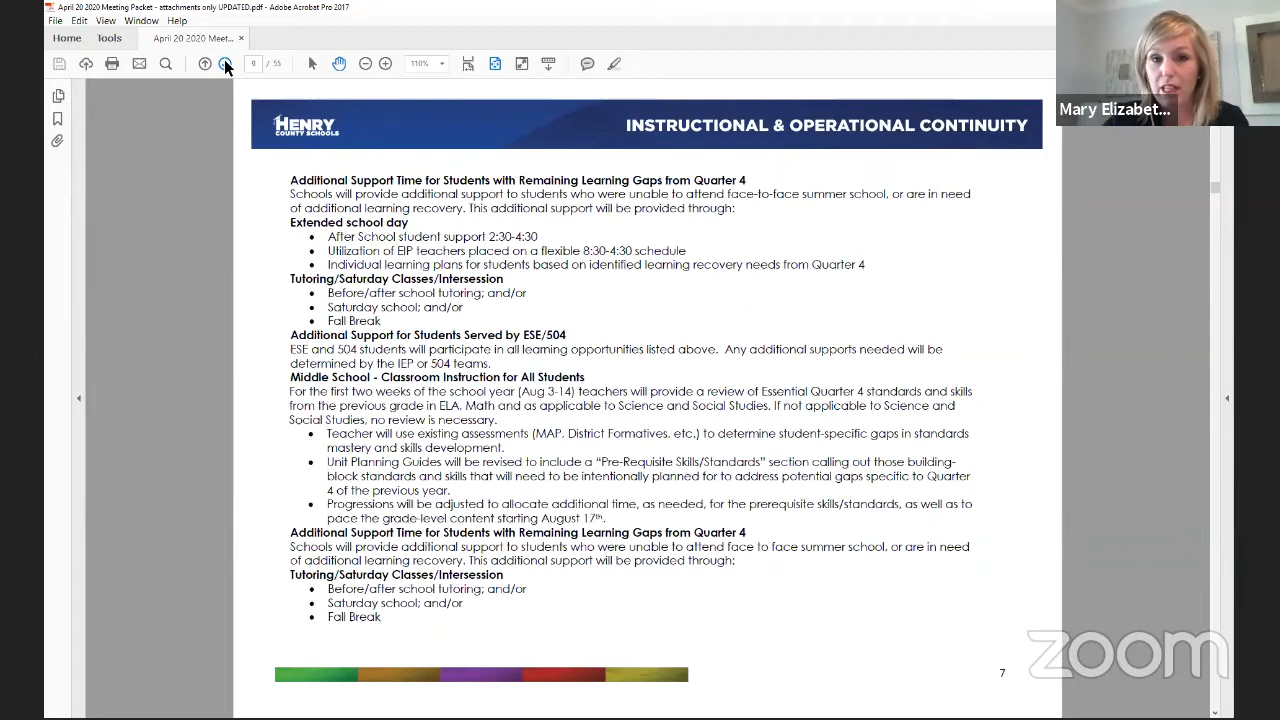 April 20 2020 Meeting Packet - attachments only UPDATED.pdf - Adobe Acrobat Pro 2017
File Edit View Window Help
Home Tools April 20 2020 Meet... ×
9 / 55 110%
HENRY
COUNTY SCHOOLS
INSTRUCTIONAL & OPERATIONAL CONTINUITY
Mary Elizabet...
Additional Support Time for Students with Remaining Learning Gaps from Quarter 4
Schools will provide additional support to students who were unable to attend face-to-face summer school, or are in need
of additional learning recovery. This additional support will be provided through:
Extended school day
• After School student support 2:30-4:30
• Utilization of EIP teachers placed on a flexible 8:30-4:30 schedule
• Individual learning plans for students based on identified learning recovery needs from Quarter 4
Tutoring/Saturday Classes/Intersession
• Before/after school tutoring; and/or
• Saturday school; and/or
• Fall Break
Additional Support for Students Served by ESE/504
ESE and 504 students will participate in all learning opportunities listed above. Any additional supports needed will be
determined by the IEP or 504 teams.
Middle School - Classroom Instruction for All Students
For the first two weeks of the school year (Aug 3-14) teachers will provide a review of Essential Quarter 4 standards and skills
from the previous grade in ELA, Math and as applicable to Science and Social Studies. If not applicable to Science and
Social Studies, no review is necessary.
• Teacher will use existing assessments (MAP, District Formatives, etc.) to determine student-specific gaps in standards
mastery and skills development.
• Unit Planning Guides will be revised to include a “Pre-Requisite Skills/Standards” section calling out those building-
block standards and skills that will need to be intentionally planned for to address potential gaps specific to Quarter
4 of the previous year.
• Progressions will be adjusted to allocate additional time, as needed, for the prerequisite skills/standards, as well as to
pace the grade-level content starting August 17th.
Additional Support Time for Students with Remaining Learning Gaps from Quarter 4
Schools will provide additional support to students who were unable to attend face to face summer school, or are in need
of additional learning recovery. This additional support will be provided through:
Tutoring/Saturday Classes/Intersession
• Before/after school tutoring; and/or
• Saturday school; and/or
• Fall Break
7
zoom